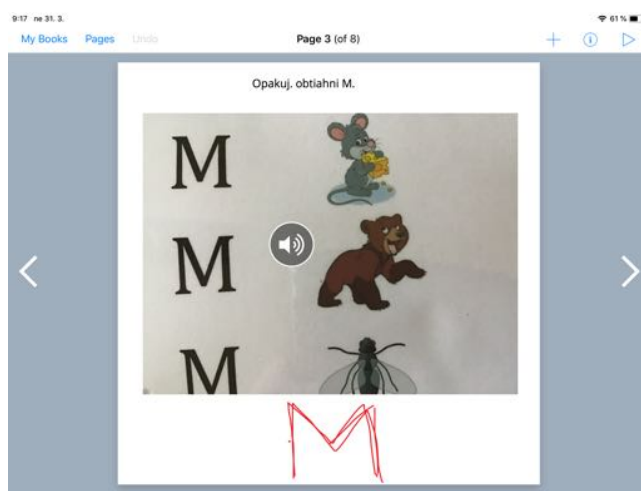 9:17 ne 31. 3.
61 %
My Books Pages Undo Page 3 (of 8)
Opakuj. obtiahni M.
M
M
M
M